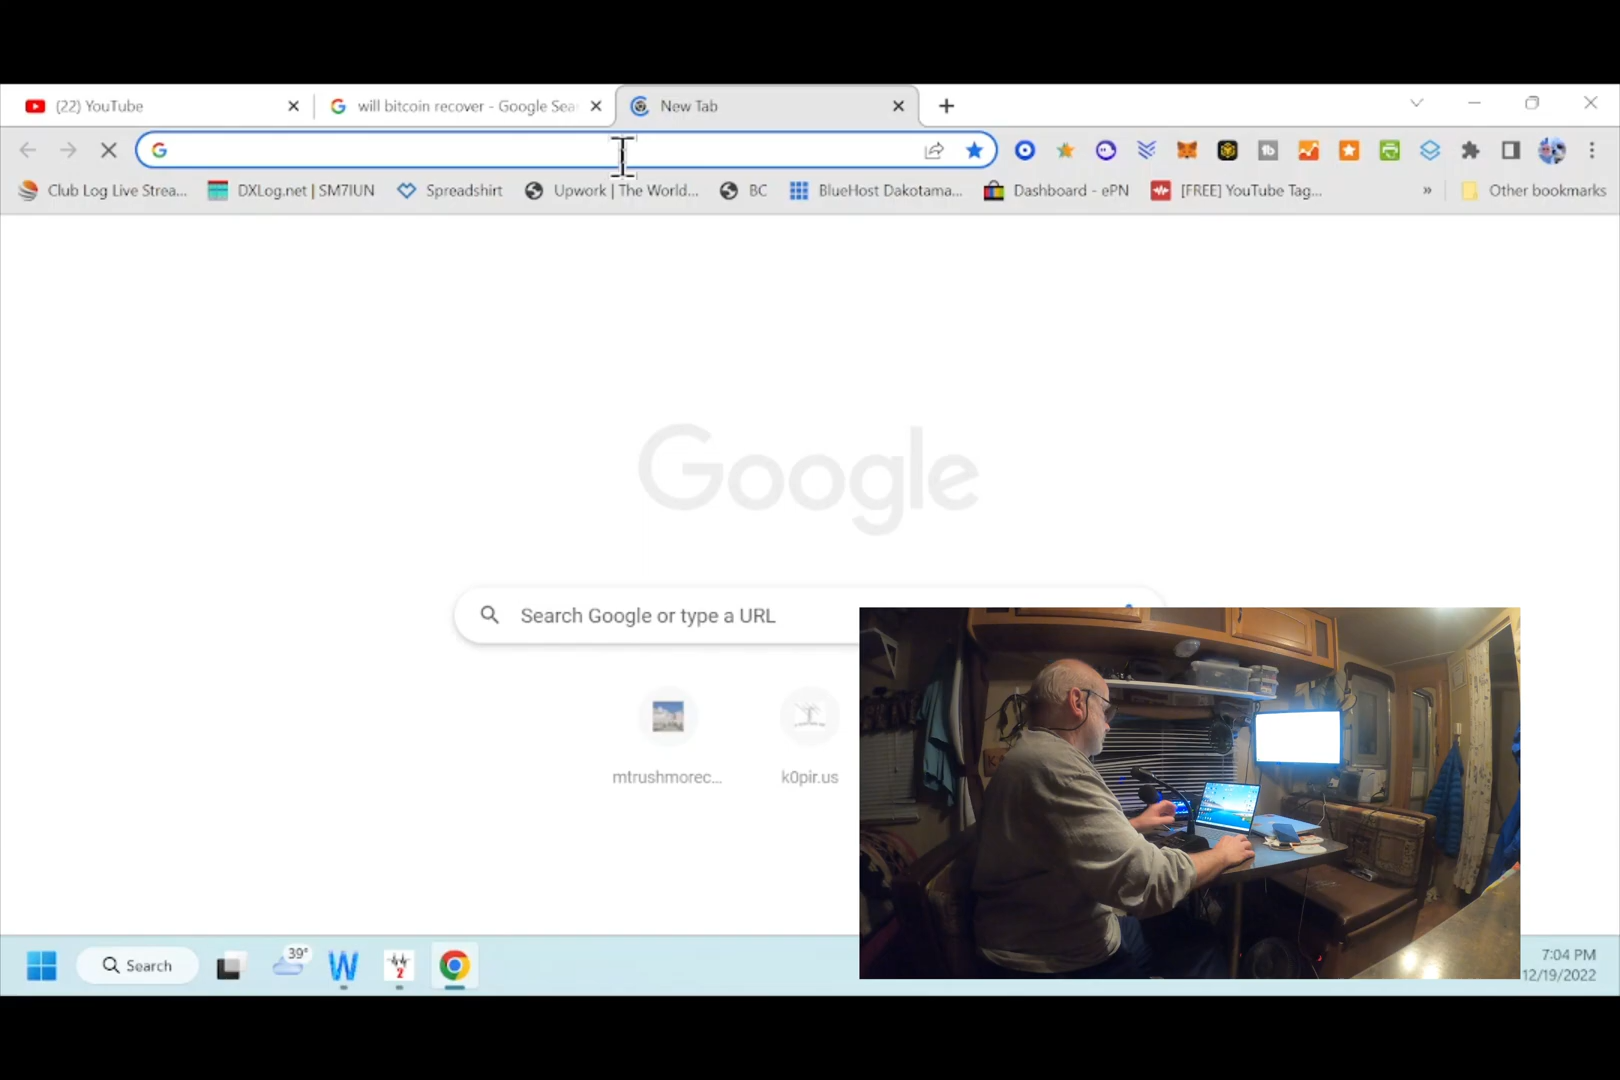 (22) YouTube
will bitcoin recover - Google Sea
New Tab
Club Log Live Strea...
DXLog.net | SM7IUN
Spreadshirt
Upwork | The World...
BC
BlueHost Dakotama...
Dashboard - ePN
[FREE] YouTube Tag...
»
Other bookmarks
Google
Search Google or type a URL
mtrushmorec...
k0pir.us
Search
39°
7:04 PM
12/19/2022